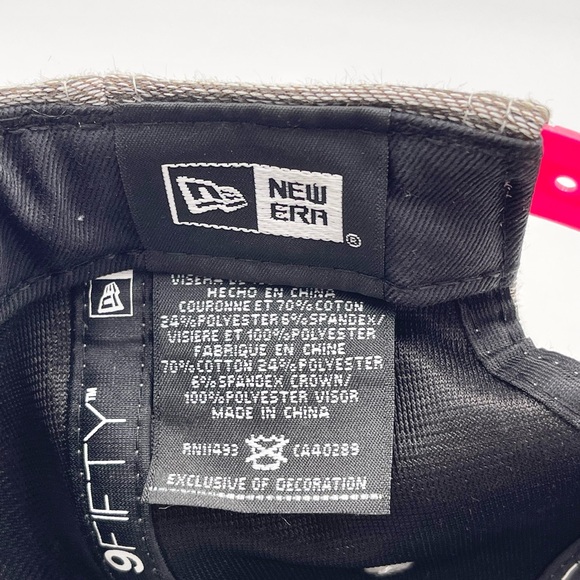 NEW
ERA
®
VISERA
HECHO EN CHINA
COURONNE ET 70% COTON
24%POLYESTER 6%SPANDEX/
VISIERE ET 100%POLYESTER
FABRIQUE EN CHINE
70%COTTON 24%POLYESTER
6%SPANDEX CROWN/
100%POLYESTER VISOR
MADE IN CHINA
RN11493 CA40289
EXCLUSIVE OF DECORATION
9FIFTY™